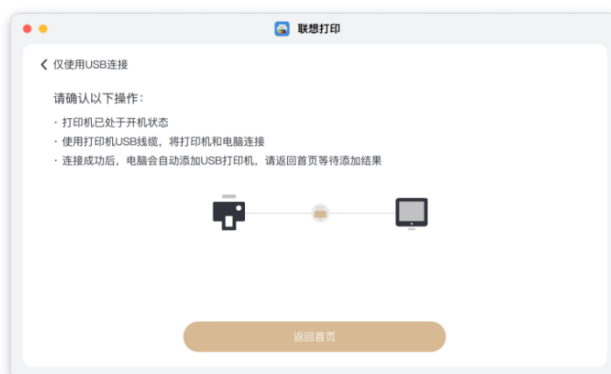 联想打印
仅使用USB连接
请确认以下操作：
· 打印机已处于开机状态
· 使用打印机USB线缆，将打印机和电脑连接
· 连接成功后，电脑会自动添加USB打印机，请返回首页等待添加结果
返回首页